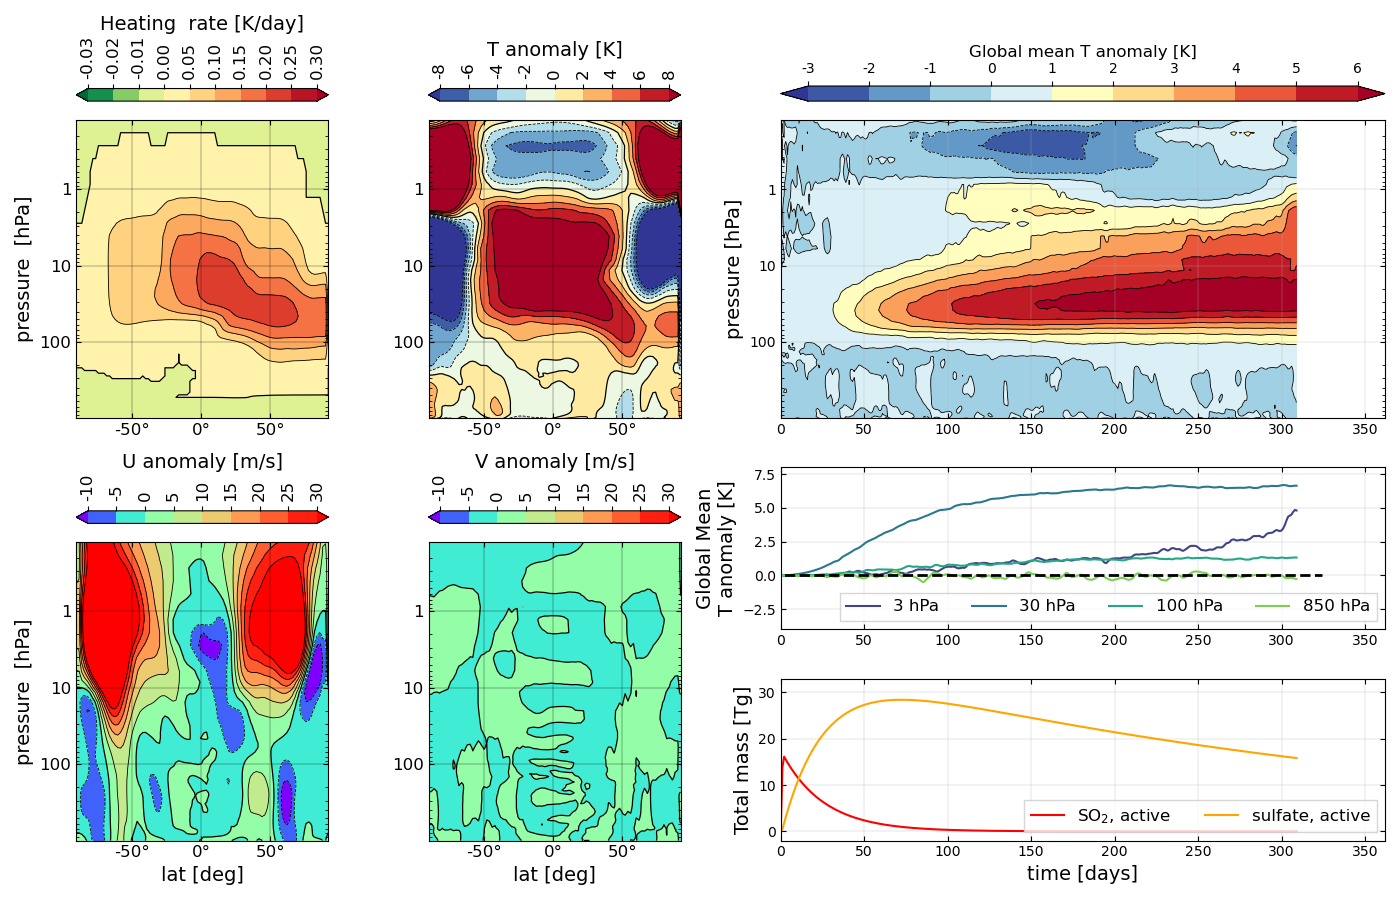 Heating  rate [K/day]
-0.03 -0.02 -0.01 0.00 0.05 0.10 0.15 0.20 0.25 0.30
pressure  [hPa]
1
10
100
-50° 0° 50°
T anomaly [K]
-8 -6 -4 -2 0 2 4 6 8
1
10
100
-50° 0° 50°
Global mean T anomaly [K]
-3 -2 -1 0 1 2 3 4 5 6
pressure [hPa]
1
10
100
0 50 100 150 200 250 300 350
U anomaly [m/s]
-10 -5 0 5 10 15 20 25 30
pressure  [hPa]
1
10
100
-50° 0° 50°
lat [deg]
V anomaly [m/s]
-10 -5 0 5 10 15 20 25 30
1
10
100
-50° 0° 50°
lat [deg]
Global Mean
T anomaly [K]
7.5
5.0
2.5
0.0
−2.5
3 hPa 30 hPa 100 hPa 850 hPa
0 50 100 150 200 250 300 350
Total mass [Tg]
30
20
10
0
SO₂, active sulfate, active
0 50 100 150 200 250 300 350
time [days]